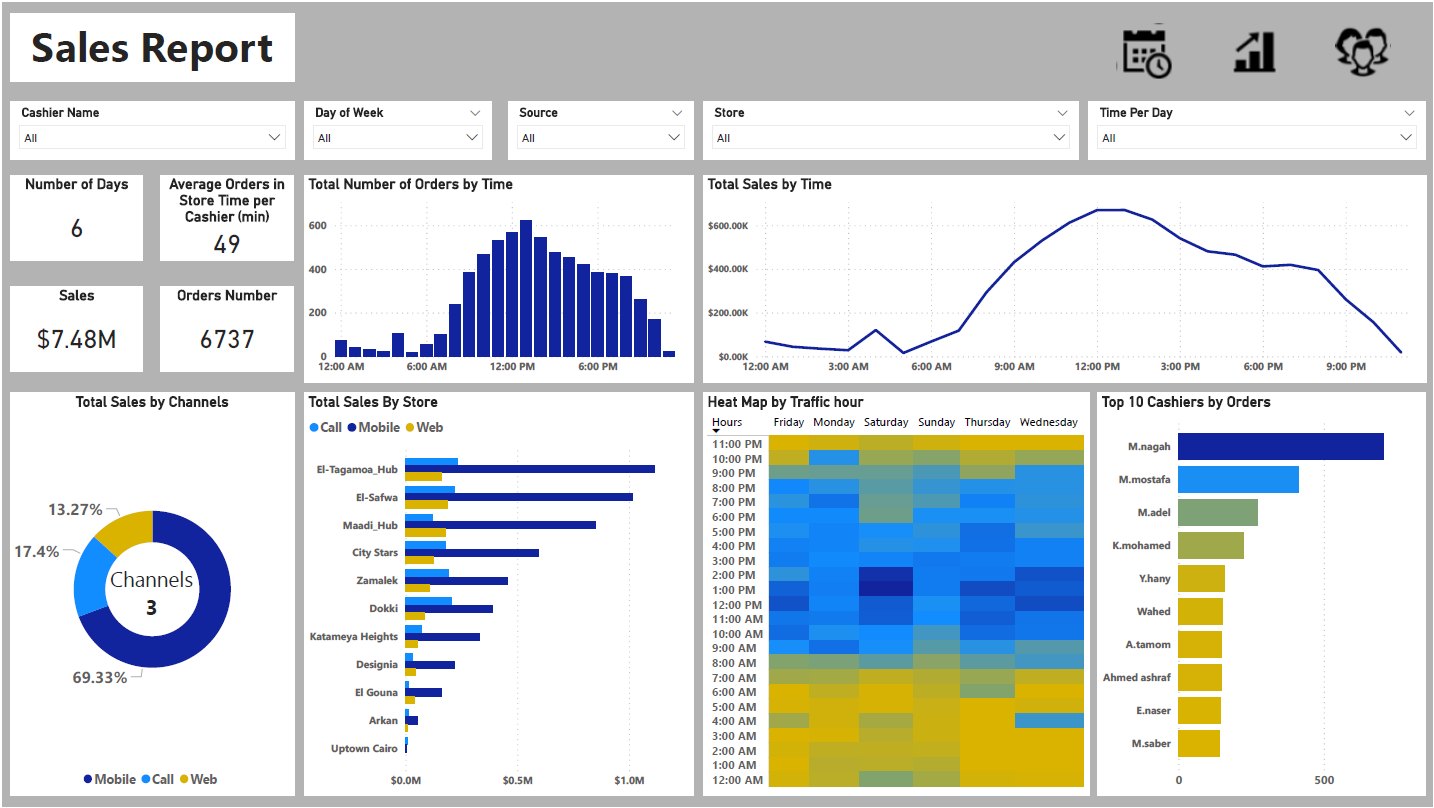 Sales Report
Cashier Name
All
Day of Week
All
Source
All
Store
All
Time Per Day
All
Number of Days
6
Average Orders in
Store Time per
Cashier (min)
49
Sales
$7.48M
Orders Number
6737
Total Number of Orders by Time
600
400
200
0
12:00 AM 6:00 AM 12:00 PM 6:00 PM
Total Sales by Time
$600.00K
$400.00K
$200.00K
$0.00K
12:00 AM 3:00 AM 6:00 AM 9:00 AM 12:00 PM 3:00 PM 6:00 PM 9:00 PM
Total Sales by Channels
13.27%
17.4%
Channels
3
69.33%
Mobile Call Web
Total Sales By Store
Call Mobile Web
El-Tagamoa_Hub
El-Safwa
Maadi_Hub
City Stars
Zamalek
Dokki
Katameya Heights
Designia
El Gouna
Arkan
Uptown Cairo
$0.0M $0.5M $1.0M
Heat Map by Traffic hour
Hours Friday Monday Saturday Sunday Thursday Wednesday
11:00 PM
10:00 PM
9:00 PM
8:00 PM
7:00 PM
6:00 PM
5:00 PM
4:00 PM
3:00 PM
2:00 PM
1:00 PM
12:00 PM
11:00 AM
10:00 AM
9:00 AM
8:00 AM
7:00 AM
6:00 AM
5:00 AM
4:00 AM
3:00 AM
2:00 AM
1:00 AM
12:00 AM
Top 10 Cashiers by Orders
M.nagah
M.mostafa
M.adel
K.mohamed
Y.hany
Wahed
A.tamom
Ahmed ashraf
E.naser
M.saber
0 500